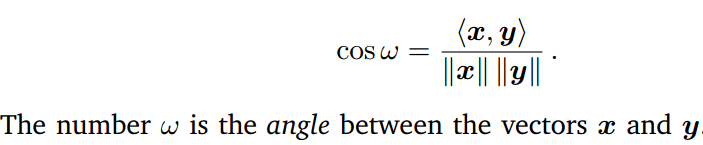 cos ω = ⟨x, y⟩ / ‖x‖ ‖y‖ .
The number ω is the angle between the vectors x and y.